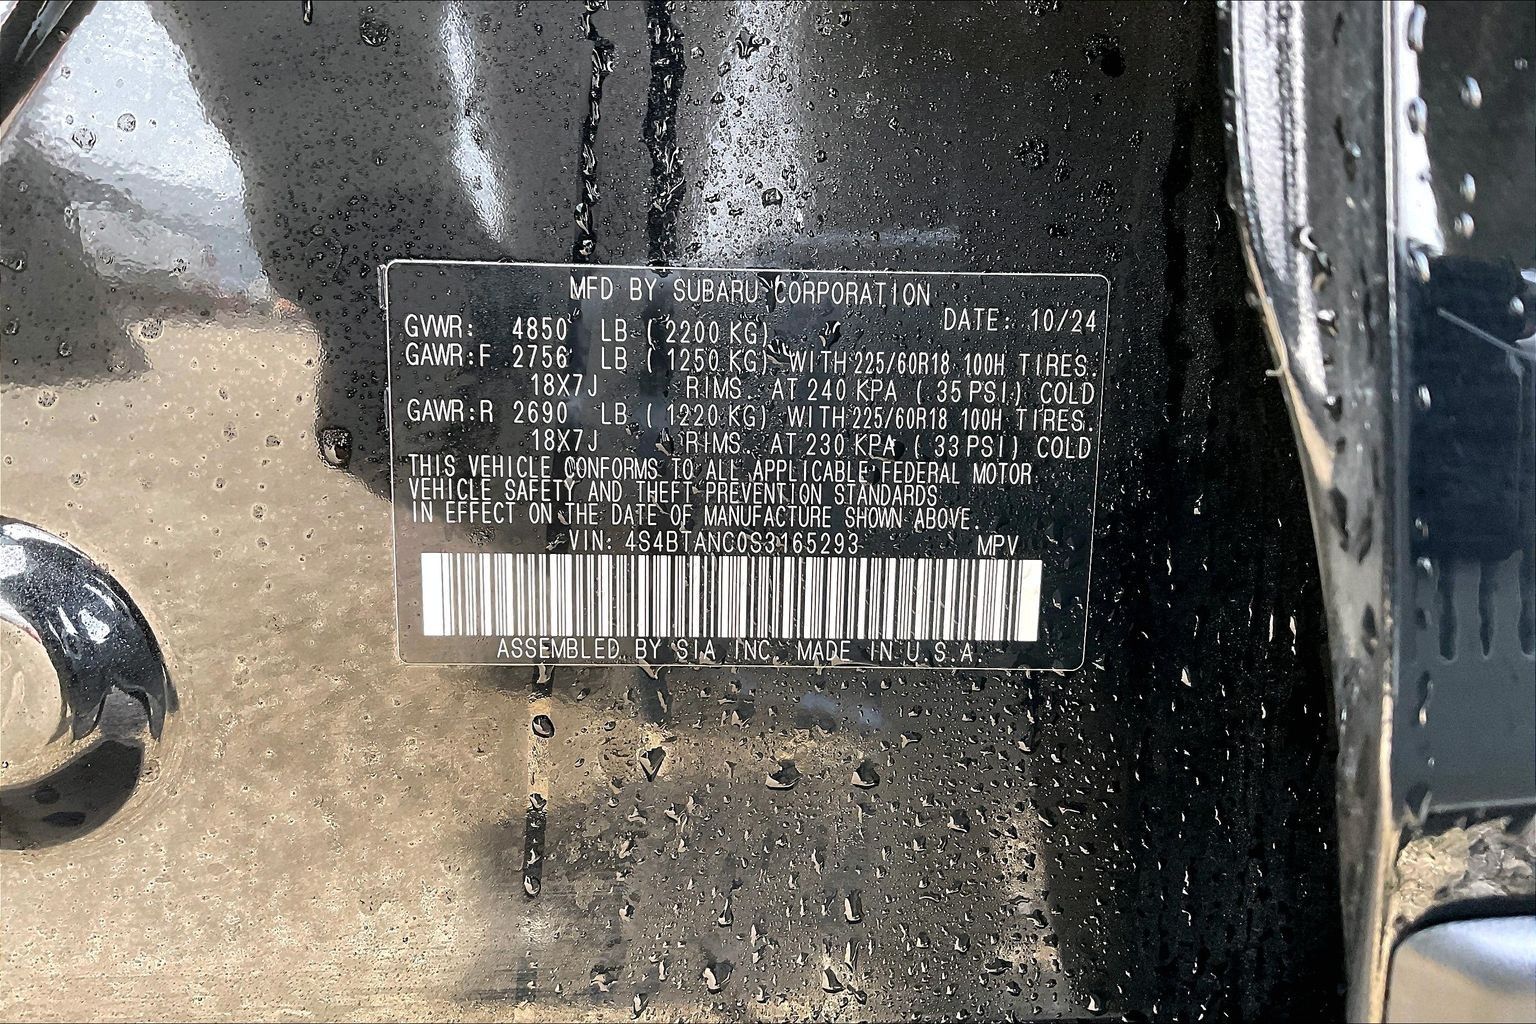 MFD BY SUBARU CORPORATION
DATE: 10/24
GVWR: 4850 LB (2200 KG)
GAWR:F 2756 LB (1250 KG) WITH 225/60R18 100H TIRES.
18X7J RIMS. AT 240 KPA (35 PSI) COLD
GAWR:R 2690 LB (1220 KG) WITH 225/60R18 100H TIRES.
18X7J RIMS. AT 230 KPA (33 PSI) COLD
THIS VEHICLE CONFORMS TO ALL APPLICABLE FEDERAL MOTOR
VEHICLE SAFETY AND THEFT PREVENTION STANDARDS
IN EFFECT ON THE DATE OF MANUFACTURE SHOWN ABOVE.
VIN: 4S4BTANC0S3165293 MPV
ASSEMBLED BY SIA INC. MADE IN U.S.A.